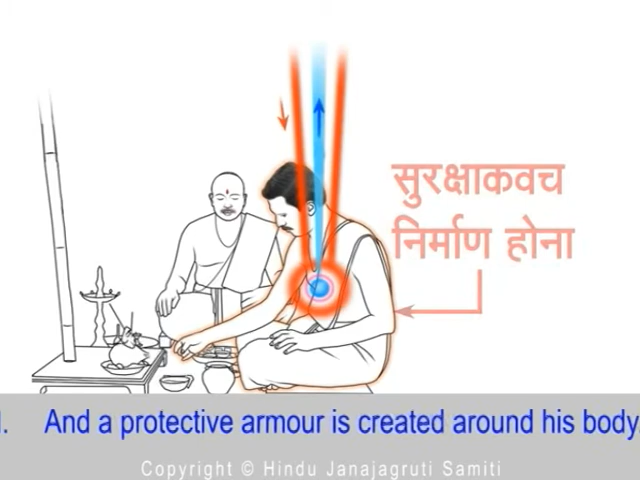 सुरक्षाकवच
निर्माण होना
. And a protective armour is created around his body.
Copyright © Hindu Janajagruti Samiti